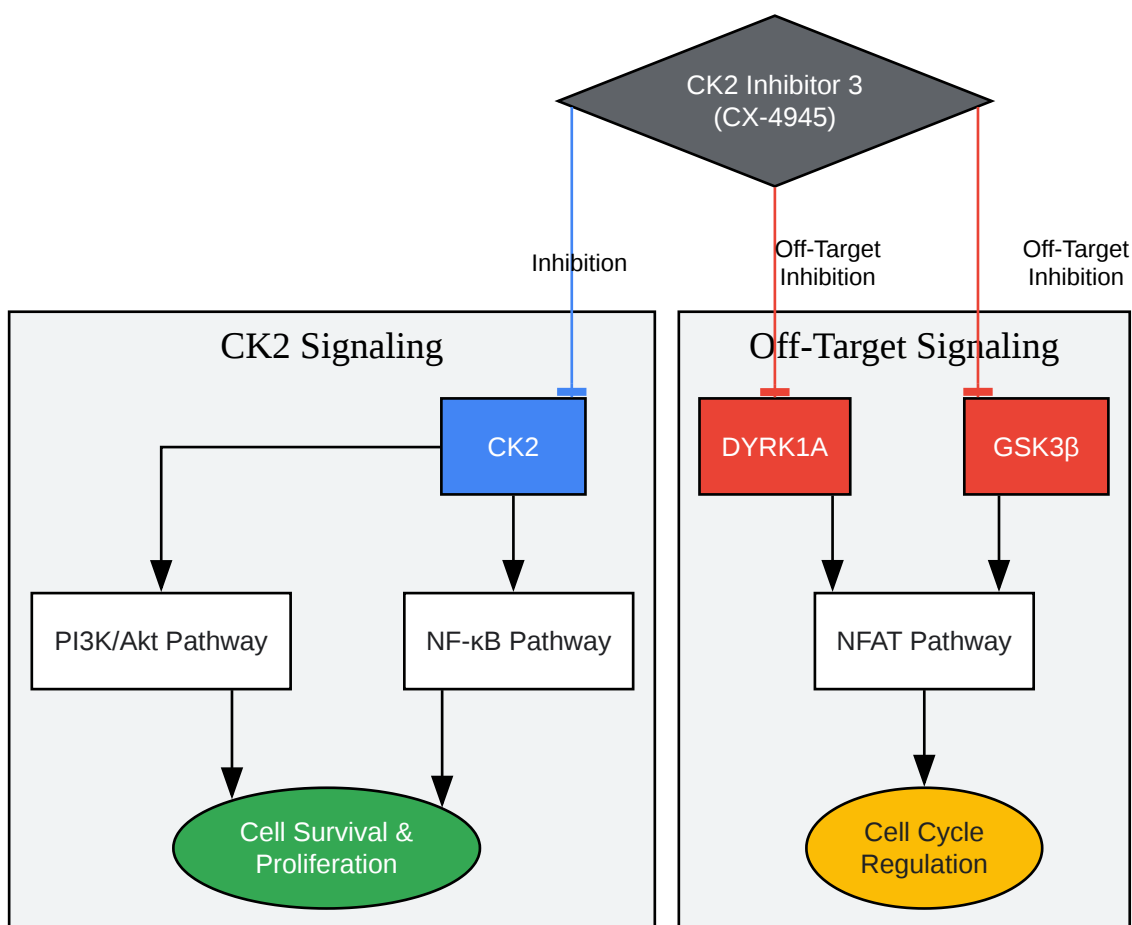 CK2 Inhibitor 3
(CX-4945)
Inhibition
Off-Target
Inhibition
Off-Target
Inhibition
CK2 Signaling
Off-Target Signaling
CK2
DYRK1A
GSK3β
PI3K/Akt Pathway
NF-κB Pathway
NFAT Pathway
Cell Survival &
Proliferation
Cell Cycle
Regulation